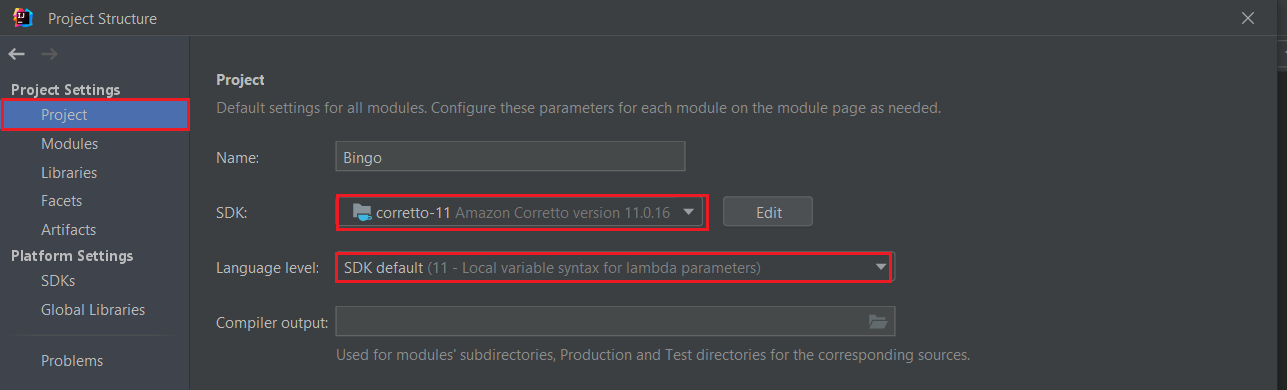 Project Structure
Project Settings
Project
Modules
Libraries
Facets
Artifacts
Platform Settings
SDKs
Global Libraries
Problems
Project
Default settings for all modules. Configure these parameters for each module on the module page as needed.
Name: Bingo
SDK: corretto-11 Amazon Corretto version 11.0.16 Edit
Language level: SDK default (11 - Local variable syntax for lambda parameters)
Compiler output:
Used for modules' subdirectories, Production and Test directories for the corresponding sources.